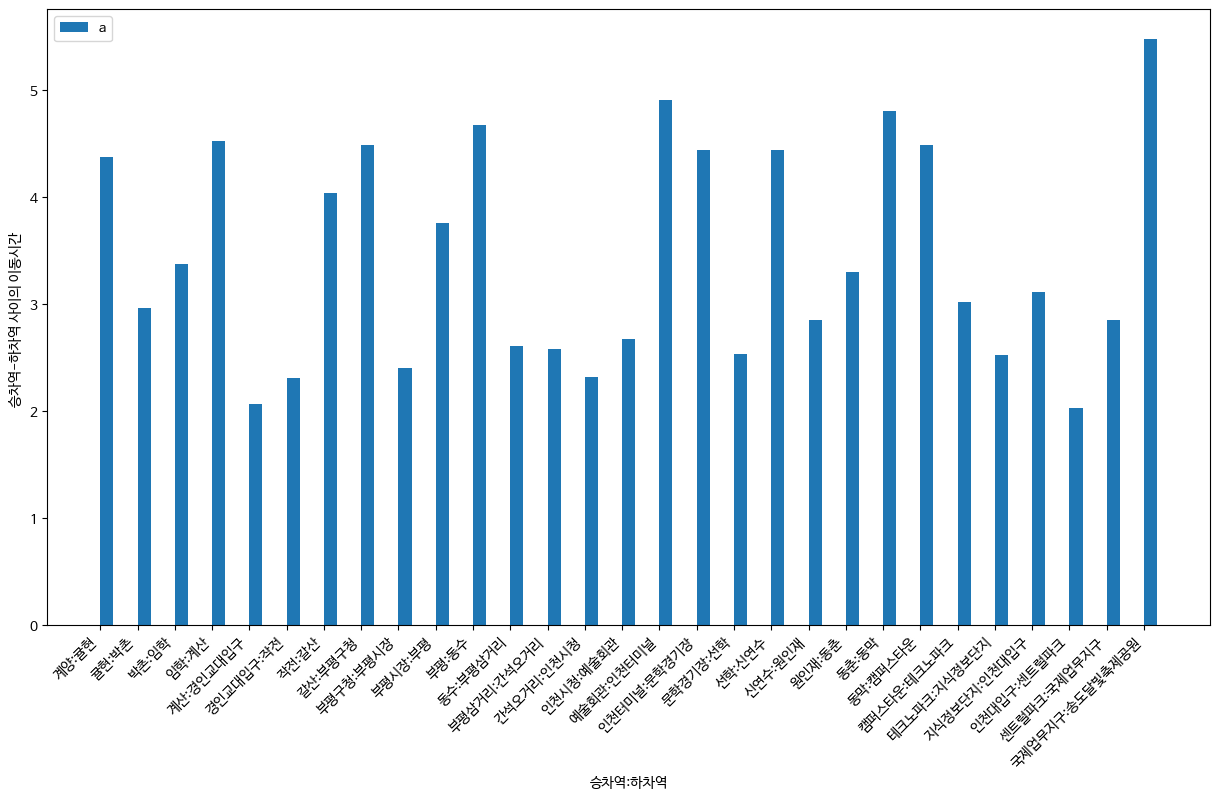 a
5
4
3
2
1
0
승차역-하차역 사이의 이동시간
계양:귤현
귤현:박촌
박촌:임학
임학:계산
계산:경인교대입구
경인교대입구:작전
작전:갈산
갈산:부평구청
부평구청:부평시장
부평시장:부평
부평:동수
동수:부평삼거리
부평삼거리:간석오거리
간석오거리:인천시청
인천시청:예술회관
예술회관:인천터미널
인천터미널:문학경기장
문학경기장:선학
선학:신연수
신연수:원인재
원인재:동춘
동춘:동막
동막:캠퍼스타운
캠퍼스타운:테크노파크
테크노파크:지식정보단지
지식정보단지:인천대입구
인천대입구:센트럴파크
센트럴파크:국제업무지구
국제업무지구:송도달빛축제공원
승차역:하차역